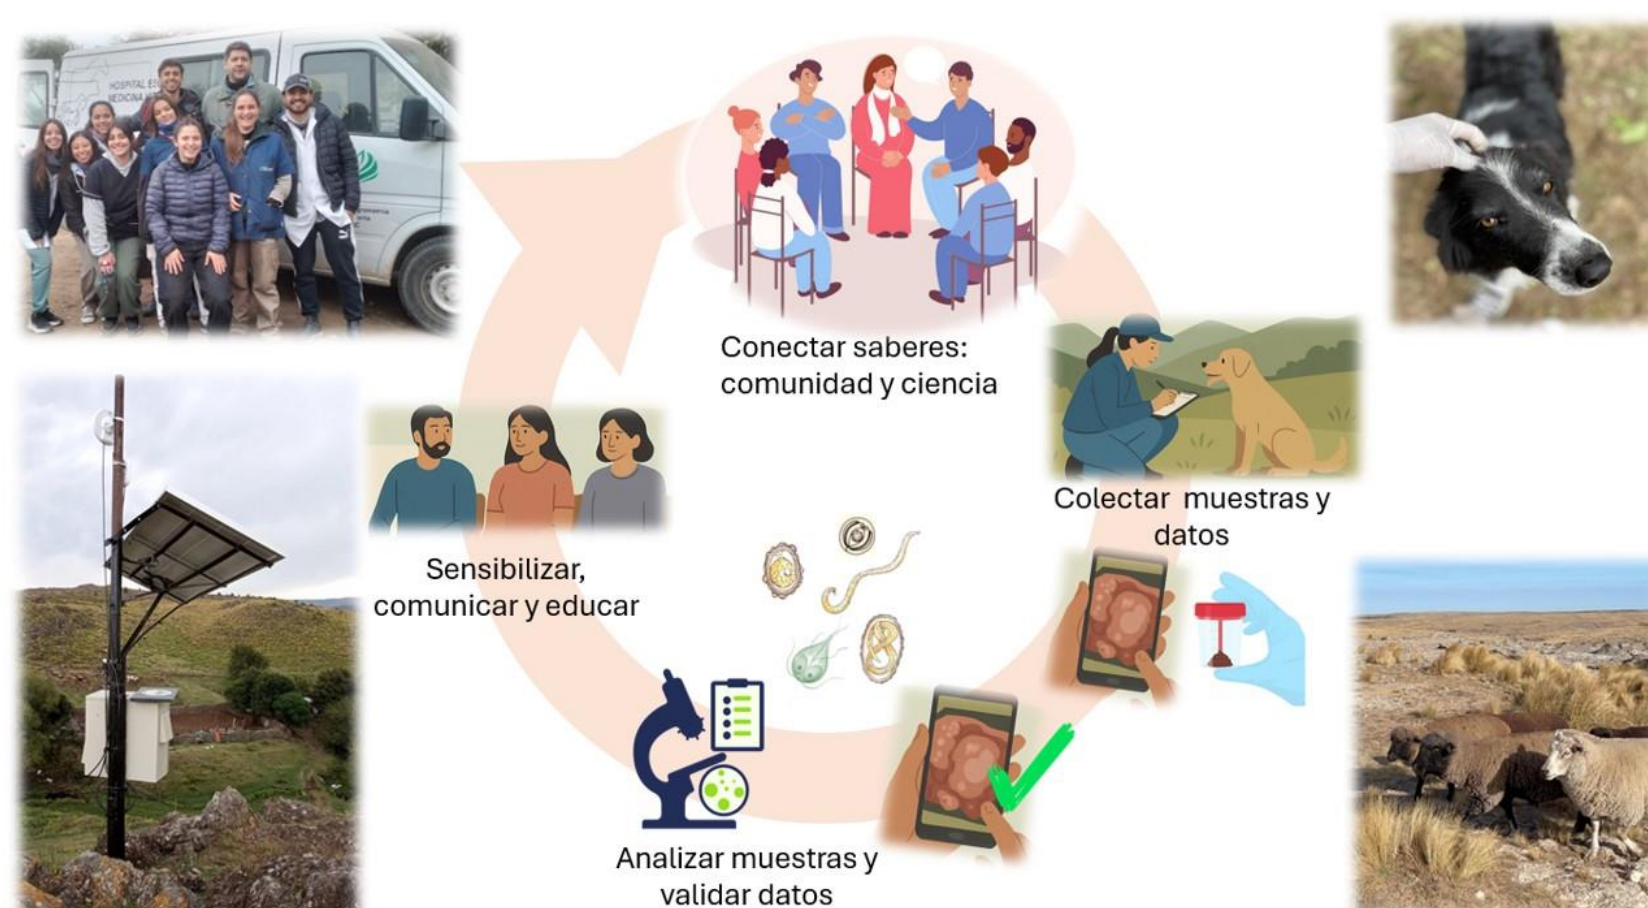 HOSPITAL
MEDICINA
Conectar saberes:
comunidad y ciencia
Colectar muestras y
datos
Sensibilizar,
comunicar y educar
Analizar muestras y
validar datos